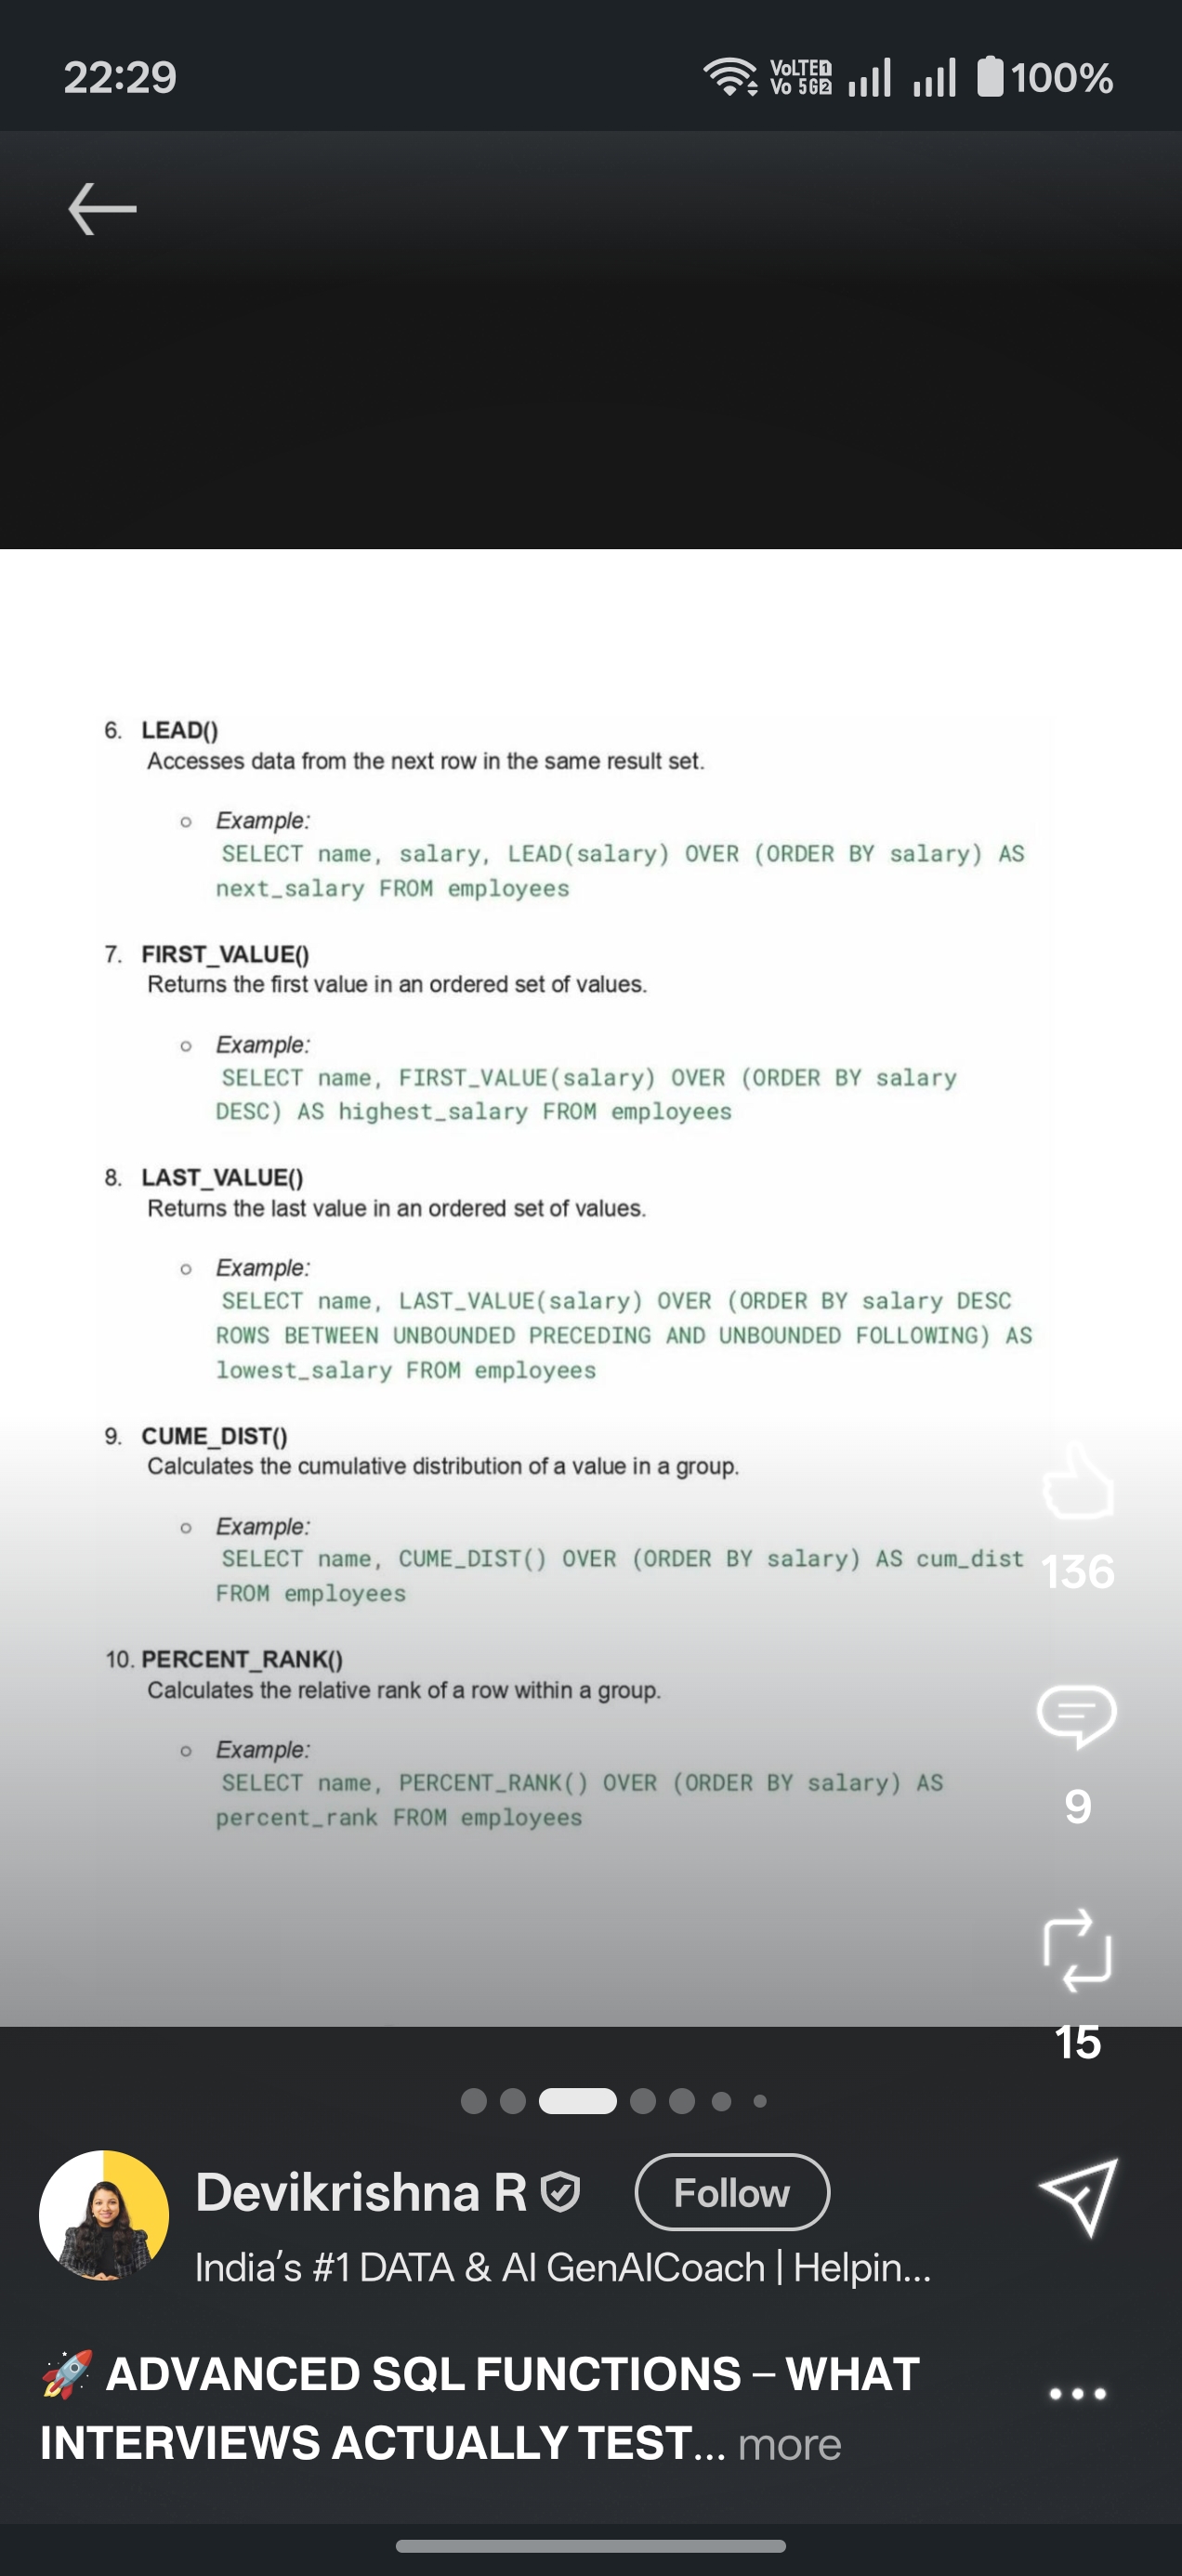 22:29
VoLTE1
Vo 5G2
100%
6. LEAD()
Accesses data from the next row in the same result set.
○ Example:
SELECT name, salary, LEAD(salary) OVER (ORDER BY salary) AS
next_salary FROM employees
7. FIRST_VALUE()
Returns the first value in an ordered set of values.
○ Example:
SELECT name, FIRST_VALUE(salary) OVER (ORDER BY salary
DESC) AS highest_salary FROM employees
8. LAST_VALUE()
Returns the last value in an ordered set of values.
○ Example:
SELECT name, LAST_VALUE(salary) OVER (ORDER BY salary DESC
ROWS BETWEEN UNBOUNDED PRECEDING AND UNBOUNDED FOLLOWING) AS
lowest_salary FROM employees
9. CUME_DIST()
Calculates the cumulative distribution of a value in a group.
○ Example:
SELECT name, CUME_DIST() OVER (ORDER BY salary) AS cum_dist
FROM employees
136
10. PERCENT_RANK()
Calculates the relative rank of a row within a group.
○ Example:
SELECT name, PERCENT_RANK() OVER (ORDER BY salary) AS
percent_rank FROM employees
9
15
Devikrishna R
Follow
India’s #1 DATA & AI GenAICoach | Helpin...
🚀 ADVANCED SQL FUNCTIONS – WHAT
INTERVIEWS ACTUALLY TEST... more